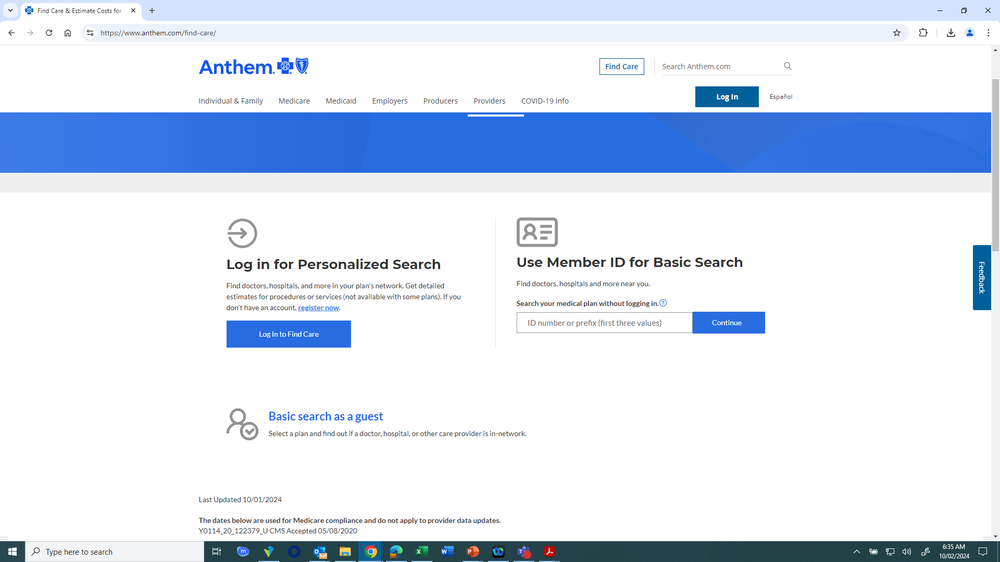 Find Care & Estimate Costs for
https://www.anthem.com/find-care/
Anthem
Find Care
Search Anthem.com
Individual & Family
Medicare
Medicaid
Employers
Producers
Providers
COVID-19 Info
Log In
Español
Log in for Personalized Search
Find doctors, hospitals, and more in your plan's network. Get detailed
estimates for procedures or services (not available with some plans). If you
don't have an account, register now.
Log In to Find Care
Use Member ID for Basic Search
Find doctors, hospitals and more near you.
Search your medical plan without logging in.
ID number or prefix (first three values)
Continue
Feedback
Basic search as a guest
Select a plan and find out if a doctor, hospital, or other care provider is in-network.
Last Updated 10/01/2024
The dates below are used for Medicare compliance and do not apply to provider data updates.
Y0114_20_122379_U CMS Accepted 05/08/2020
Type here to search
6:35 AM
10/02/2024